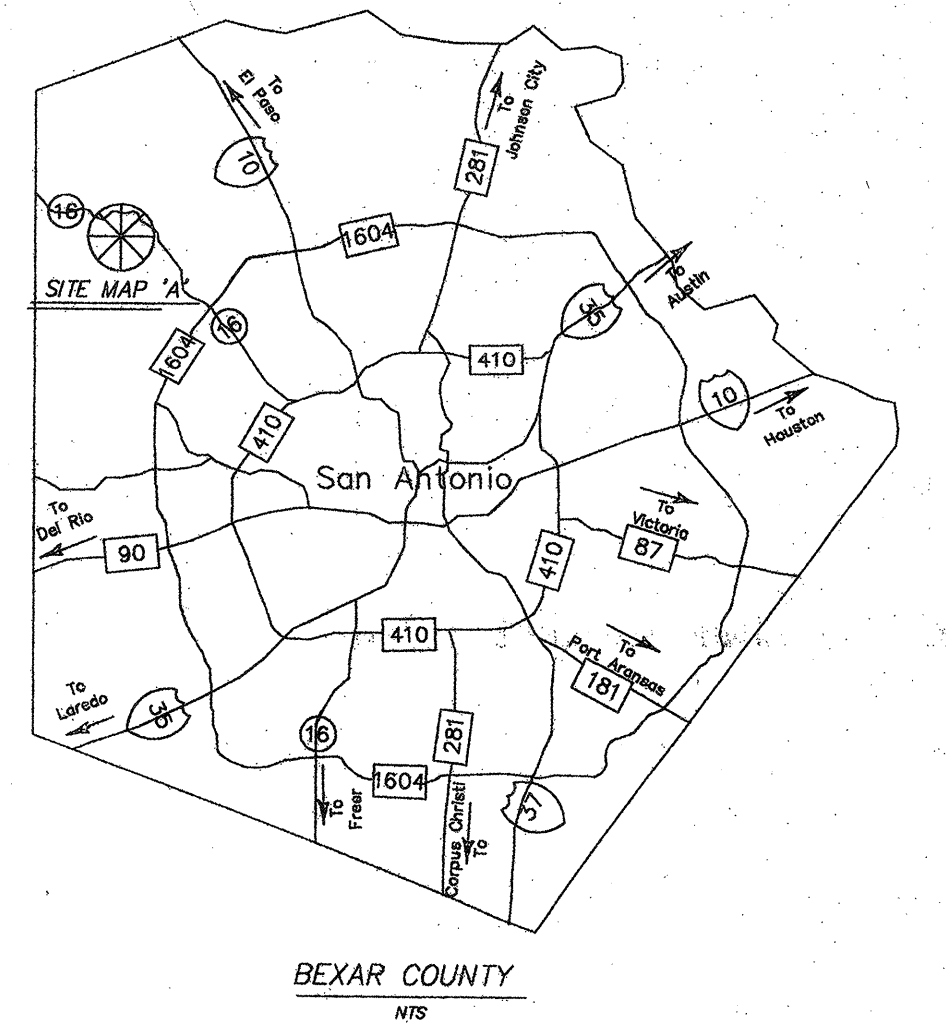 To
El Paso
10
To
Johnson City
281
16
1604
SITE MAP 'A'
16
35
To
Austin
1604
410
410
10
To
Houston
San Antonio
To
Del Rio
90
To
Victoria
87
410
410
To
Port Aransas
181
To
Laredo
35
16
281
1604
To
Freer
To
Corpus Christi
37
BEXAR COUNTY
NTS